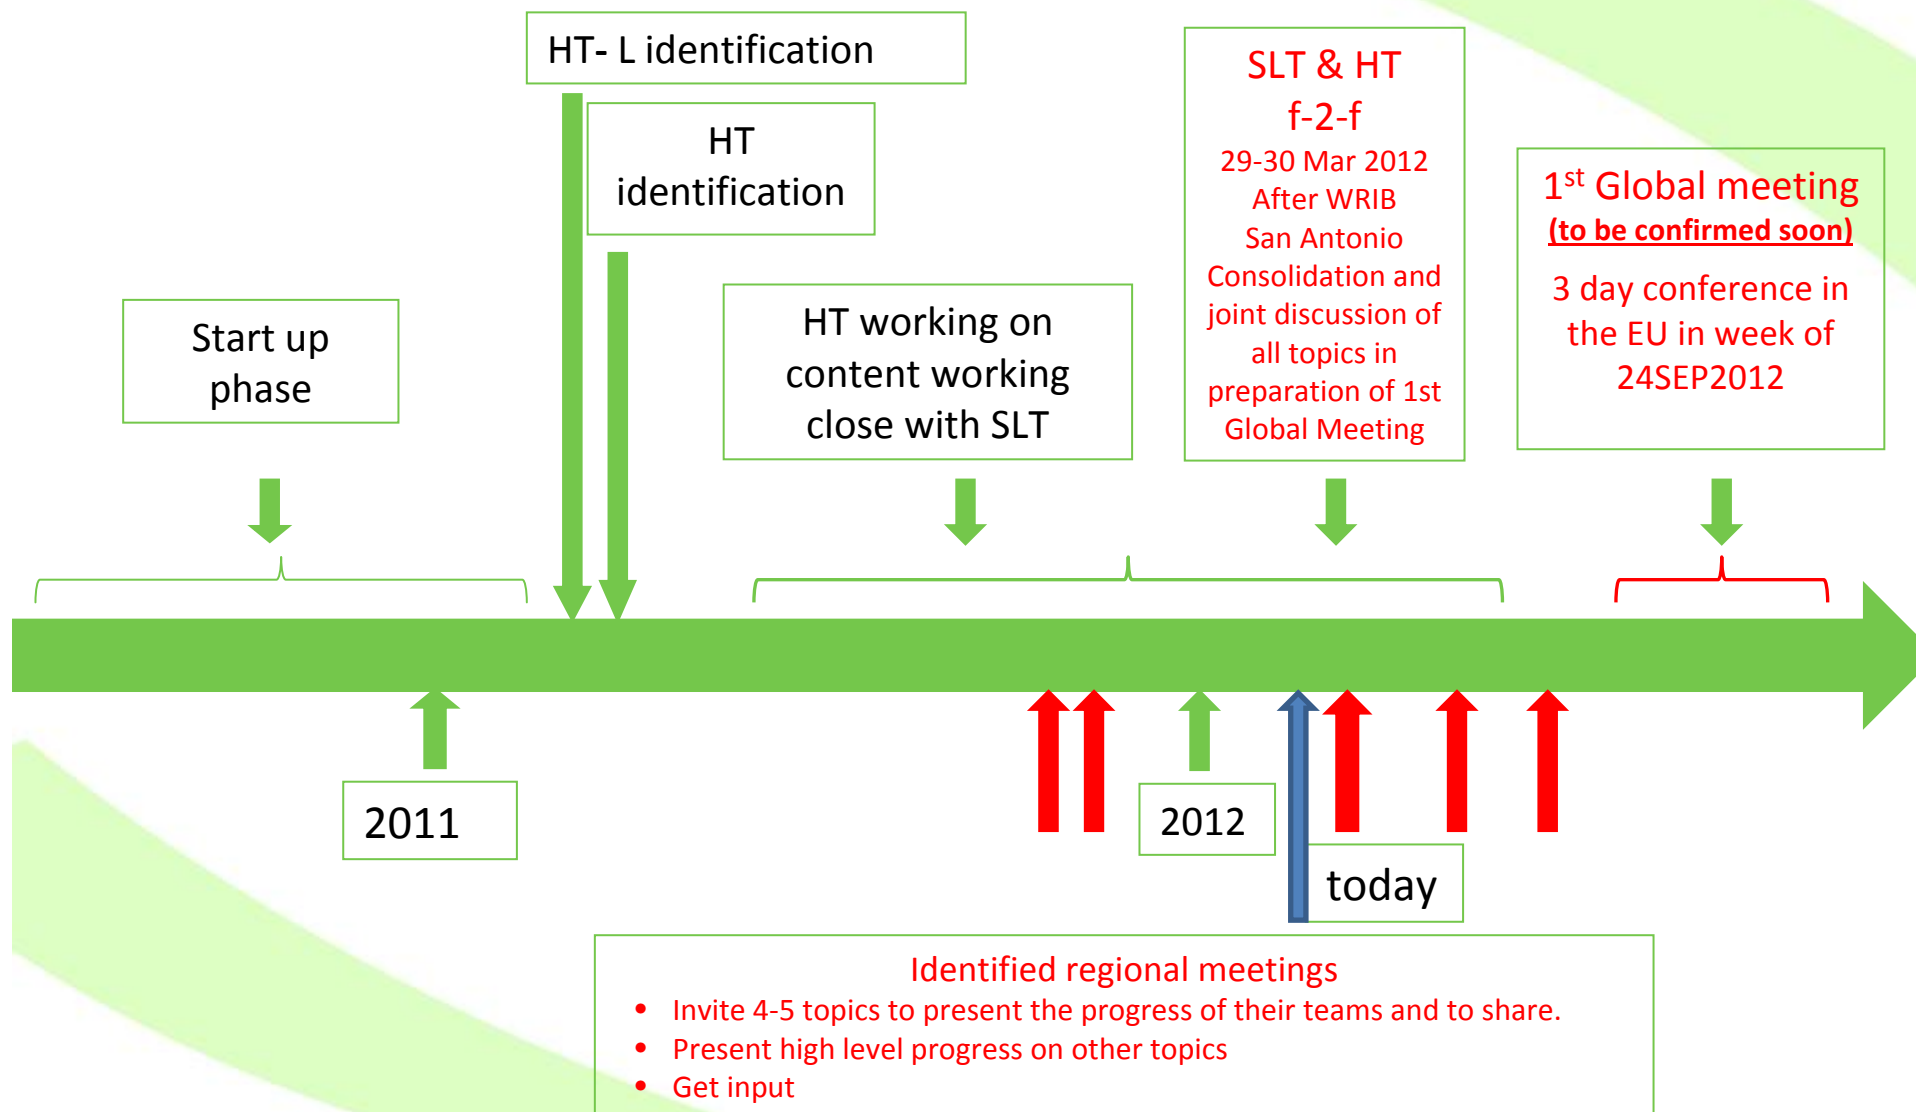 HT- L identification
HT
identification
SLT & HT
f-2-f
29-30 Mar 2012
After WRIB
San Antonio
Consolidation and
joint discussion of
all topics in
preparation of 1st
Global Meeting
1st Global meeting
(to be confirmed soon)
3 day conference in
the EU in week of
24SEP2012
Start up
phase
HT working on
content working
close with SLT
2011
2012
today
Identified regional meetings
• Invite 4-5 topics to present the progress of their teams and to share.
• Present high level progress on other topics
• Get input